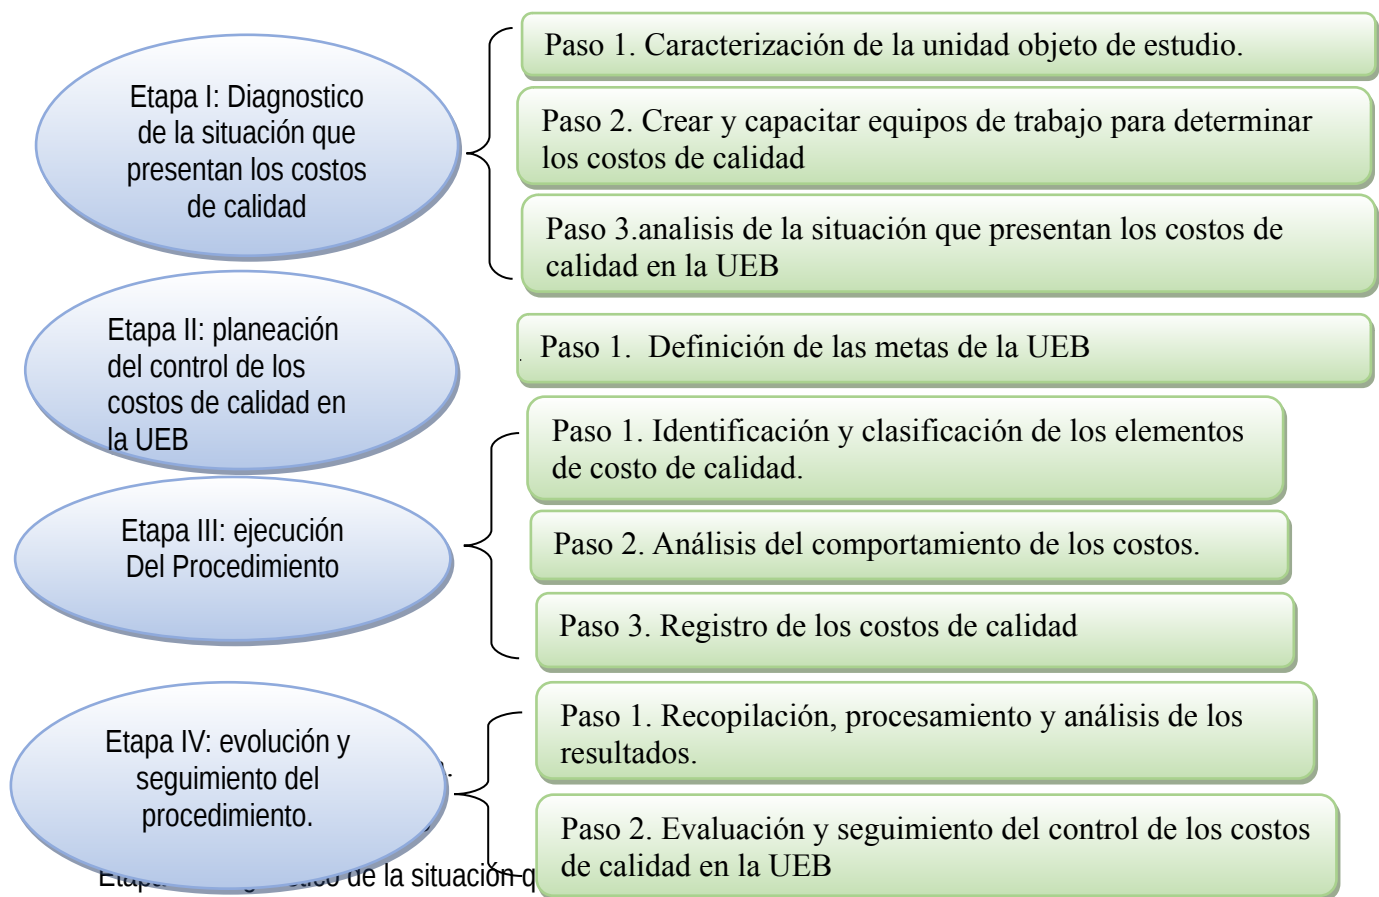 Etapa I: Diagnostico
de la situación que
presentan los costos
de calidad
Paso 1. Caracterización de la unidad objeto de estudio.
Paso 2. Crear y capacitar equipos de trabajo para determinar
los costos de calidad
Paso 3.analisis de la situación que presentan los costos de
calidad en la UEB
Etapa II: planeación
del control de los
costos de calidad en
la UEB
Paso 1.  Definición de las metas de la UEB
Etapa III: ejecución
Del Procedimiento
Paso 1. Identificación y clasificación de los elementos
de costo de calidad.
Paso 2. Análisis del comportamiento de los costos.
Paso 3. Registro de los costos de calidad
Etapa IV: evolución y
seguimiento del
procedimiento.
Paso 1. Recopilación, procesamiento y análisis de los
resultados.
Paso 2. Evaluación y seguimiento del control de los costos
de calidad en la UEB
de la situación